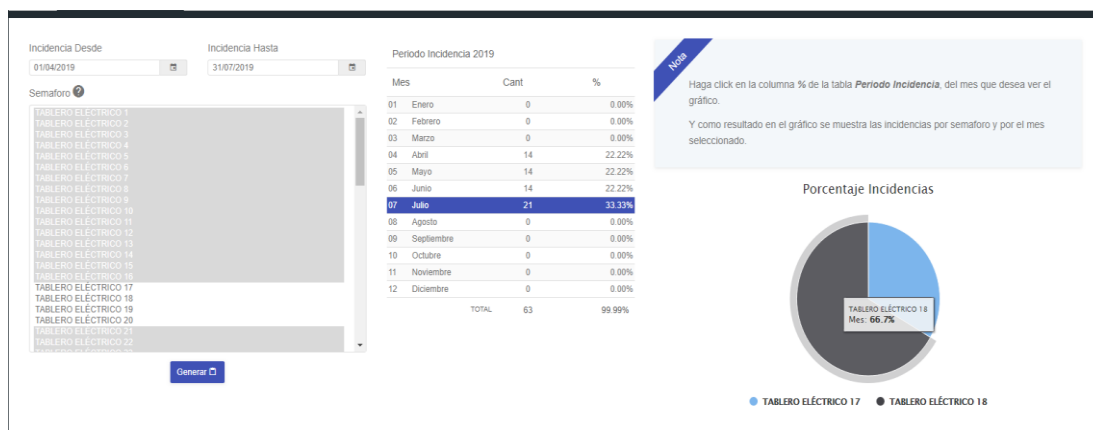 Incidencia Desde
Incidencia Hasta
01/04/2019
31/07/2019
Semaforo ?
TABLERO ELÉCTRICO 1
TABLERO ELÉCTRICO 2
TABLERO ELÉCTRICO 3
TABLERO ELÉCTRICO 4
TABLERO ELÉCTRICO 5
TABLERO ELÉCTRICO 6
TABLERO ELÉCTRICO 7
TABLERO ELÉCTRICO 8
TABLERO ELÉCTRICO 9
TABLERO ELÉCTRICO 10
TABLERO ELÉCTRICO 11
TABLERO ELÉCTRICO 12
TABLERO ELÉCTRICO 13
TABLERO ELÉCTRICO 14
TABLERO ELÉCTRICO 15
TABLERO ELÉCTRICO 16
TABLERO ELÉCTRICO 17
TABLERO ELÉCTRICO 18
TABLERO ELÉCTRICO 19
TABLERO ELÉCTRICO 20
TABLERO ELÉCTRICO 21
TABLERO ELÉCTRICO 22
Generar
Periodo Incidencia 2019
Mes Cant %
01 Enero 0 0.00%
02 Febrero 0 0.00%
03 Marzo 0 0.00%
04 Abril 14 22.22%
05 Mayo 14 22.22%
06 Junio 14 22.22%
07 Julio 21 33.33%
08 Agosto 0 0.00%
09 Septiembre 0 0.00%
10 Octubre 0 0.00%
11 Noviembre 0 0.00%
12 Diciembre 0 0.00%
TOTAL 63 99.99%
Nota
Haga click en la columna % de la tabla Periodo Incidencia, del mes que desea ver el
gráfico.
Y como resultado en el gráfico se muestra las incidencias por semaforo y por el mes
seleccionado.
Porcentaje Incidencias
TABLERO ELÉCTRICO 18
Mes: 66.7%
TABLERO ELÉCTRICO 17
TABLERO ELÉCTRICO 18